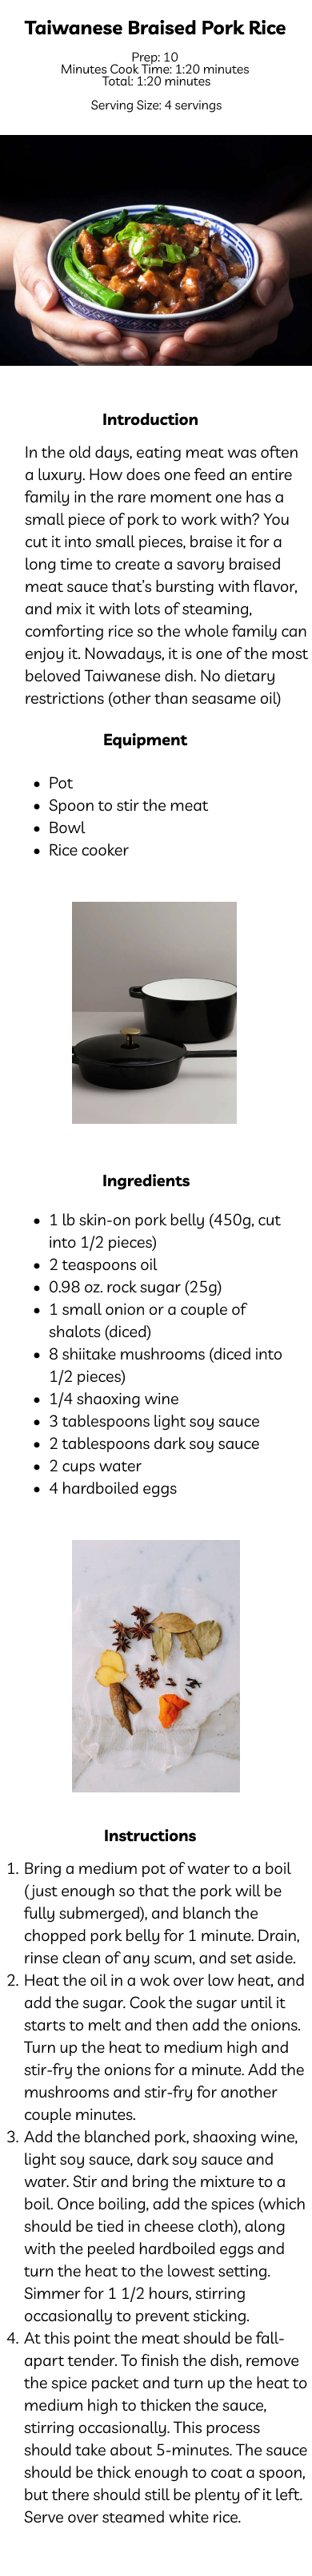 Taiwanese Braised Pork Rice
Prep: 10
Minutes Cook Time: 1:20 minutes
Total: 1:20 minutes
Serving Size: 4 servings
Introduction
In the old days, eating meat was often
a luxury. How does one feed an entire
family in the rare moment one has a
small piece of pork to work with? You
cut it into small pieces, braise it for a
long time to create a savory braised
meat sauce that's bursting with flavor,
and mix it with lots of steaming,
comforting rice so the whole family can
enjoy it. Nowadays, it is one of the most
beloved Taiwanese dish. No dietary
restrictions (other than seasame oil)
Equipment
• Pot
• Spoon to stir the meat
• Bowl
• Rice cooker
Ingredients
• 1 lb skin-on pork belly (450g, cut
into 1/2 pieces)
• 2 teaspoons oil
• 0.98 oz. rock sugar (25g)
• 1 small onion or a couple of
shalots (diced)
• 8 shiitake mushrooms (diced into
1/2 pieces)
• 1/4 shaoxing wine
• 3 tablespoons light soy sauce
• 2 tablespoons dark soy sauce
• 2 cups water
• 4 hardboiled eggs
Instructions
1. Bring a medium pot of water to a boil
(just enough so that the pork will be
fully submerged), and blanch the
chopped pork belly for 1 minute. Drain,
rinse clean of any scum, and set aside.
2. Heat the oil in a wok over low heat, and
add the sugar. Cook the sugar until it
starts to melt and then add the onions.
Turn up the heat to medium high and
stir-fry the onions for a minute. Add the
mushrooms and stir-fry for another
couple minutes.
3. Add the blanched pork, shaoxing wine,
light soy sauce, dark soy sauce and
water. Stir and bring the mixture to a
boil. Once boiling, add the spices (which
should be tied in cheese cloth), along
with the peeled hardboiled eggs and
turn the heat to the lowest setting.
Simmer for 1 1/2 hours, stirring
occasionally to prevent sticking.
4. At this point the meat should be fall-
apart tender. To finish the dish, remove
the spice packet and turn up the heat to
medium high to thicken the sauce,
stirring occasionally. This process
should take about 5-minutes. The sauce
should be thick enough to coat a spoon,
but there should still be plenty of it left.
Serve over steamed white rice.